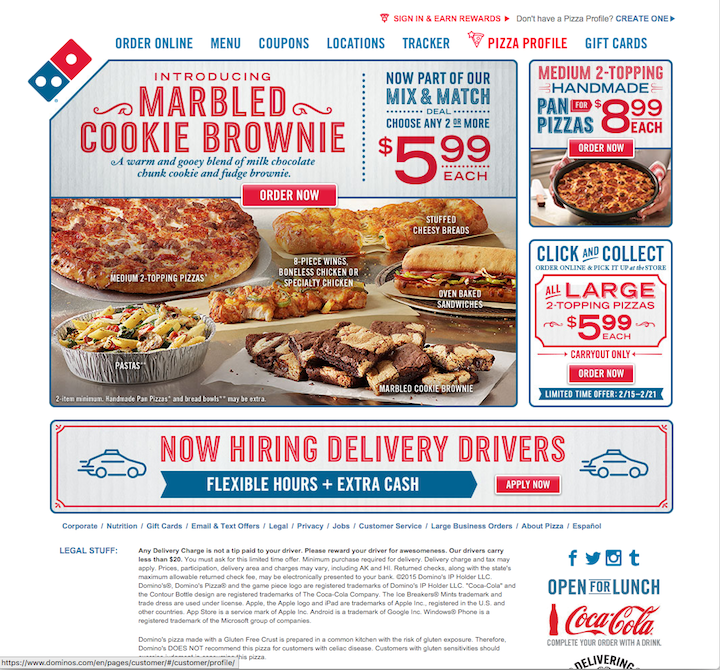 SIGN IN & EARN REWARDS
Don't have a Pizza Profile? CREATE ONE
ORDER ONLINE MENU COUPONS LOCATIONS TRACKER PIZZA PROFILE GIFT CARDS
INTRODUCING
MARBLED
COOKIE BROWNIE
A warm and gooey blend of milk chocolate
chunk cookie and fudge brownie.
ORDER NOW
NOW PART OF OUR
MIX & MATCH
DEAL
CHOOSE ANY 2 OR MORE
$5.99
EACH
STUFFED
CHEESY BREADS
8-PIECE WINGS,
BONELESS CHICKEN OR
SPECIALTY CHICKEN
MEDIUM 2-TOPPING PIZZAS*
OVEN BAKED
SANDWICHES
PASTAS**
MARBLED COOKIE BROWNIE
2-item minimum. Handmade Pan Pizzas* and bread bowls** may be extra.
MEDIUM 2-TOPPING
HANDMADE
PAN FOR $8.99
PIZZAS EACH
ORDER NOW
CLICK AND COLLECT
ORDER ONLINE & PICK IT UP at the STORE
ALL LARGE
2-TOPPING PIZZAS
$5.99
EACH
CARRYOUT ONLY
ORDER NOW
LIMITED TIME OFFER: 2/15–2/21
NOW HIRING DELIVERY DRIVERS
FLEXIBLE HOURS + EXTRA CASH
APPLY NOW
Corporate / Nutrition / Gift Cards / Email & Text Offers / Legal / Privacy / Jobs / Customer Service / Large Business Orders / About Pizza / Español
LEGAL STUFF:
Any Delivery Charge is not a tip paid to your driver. Please reward your driver for awesomeness. Our drivers carry
less than $20. You must ask for this limited time offer. Minimum purchase required for delivery. Delivery charge and tax may
apply. Prices, participation, delivery area and charges may vary, including AK and HI. Returned checks, along with the state's
maximum allowable returned check fee, may be electronically presented to your bank. ©2015 Domino's IP Holder LLC.
Domino's®, Domino's Pizza® and the game piece logo are registered trademarks of Domino's IP Holder LLC. "Coca-Cola" and
the Contour Bottle design are registered trademarks of The Coca-Cola Company. The Ice Breakers® Mints trademark and
trade dress are used under license. Apple, the Apple logo and iPad are trademarks of Apple Inc., registered in the U.S. and
other countries. App Store is a service mark of Apple Inc. Android is a trademark of Google Inc. Windows® Phone is a
registered trademark of the Microsoft group of companies.
Domino's pizza made with a Gluten Free Crust is prepared in a common kitchen with the risk of gluten exposure. Therefore,
Domino's DOES NOT recommend this pizza for customers with celiac disease. Customers with gluten sensitivities should
this pizza.
OPEN FOR LUNCH
Coca-Cola
COMPLETE YOUR ORDER WITH A DRINK.
DELIVERING
https://www.dominos.com/en/pages/customer/#/customer/profile/